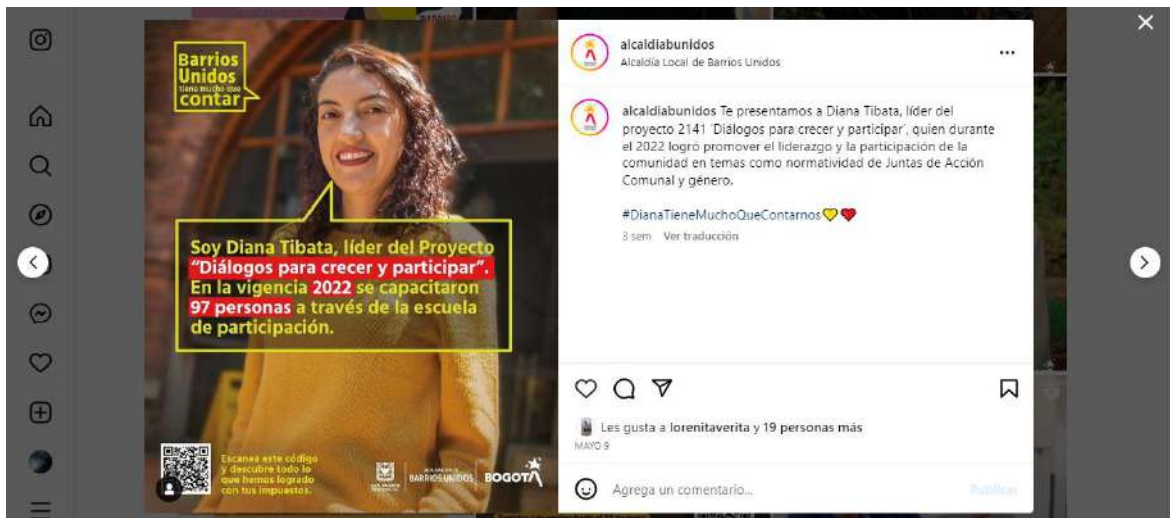 Barrios
Unidos
tiene mucho que
contar
Soy Diana Tibata, líder del Proyecto
“Diálogos para crecer y participar”.
En la vigencia 2022 se capacitaron
97 personas a través de la escuela
de participación.
Escanea este código
y descubre todo lo
que hemos logrado
con tus impuestos.
BARRIOS UNIDOS
BOGOTÁ
alcaldiabunidos
Alcaldía Local de Barrios Unidos
alcaldiabunidos Te presentamos a Diana Tibata, líder del
proyecto 2141 ‘Diálogos para crecer y participar’, quien durante
el 2022 logró promover el liderazgo y la participación de la
comunidad en temas como normatividad de Juntas de Acción
Comunal y género.
#DianaTieneMuchoQueContarnos
3 sem Ver traducción
Les gusta a lorenitaverita y 19 personas más
MAYO 9
Agrega un comentario...
Publicar